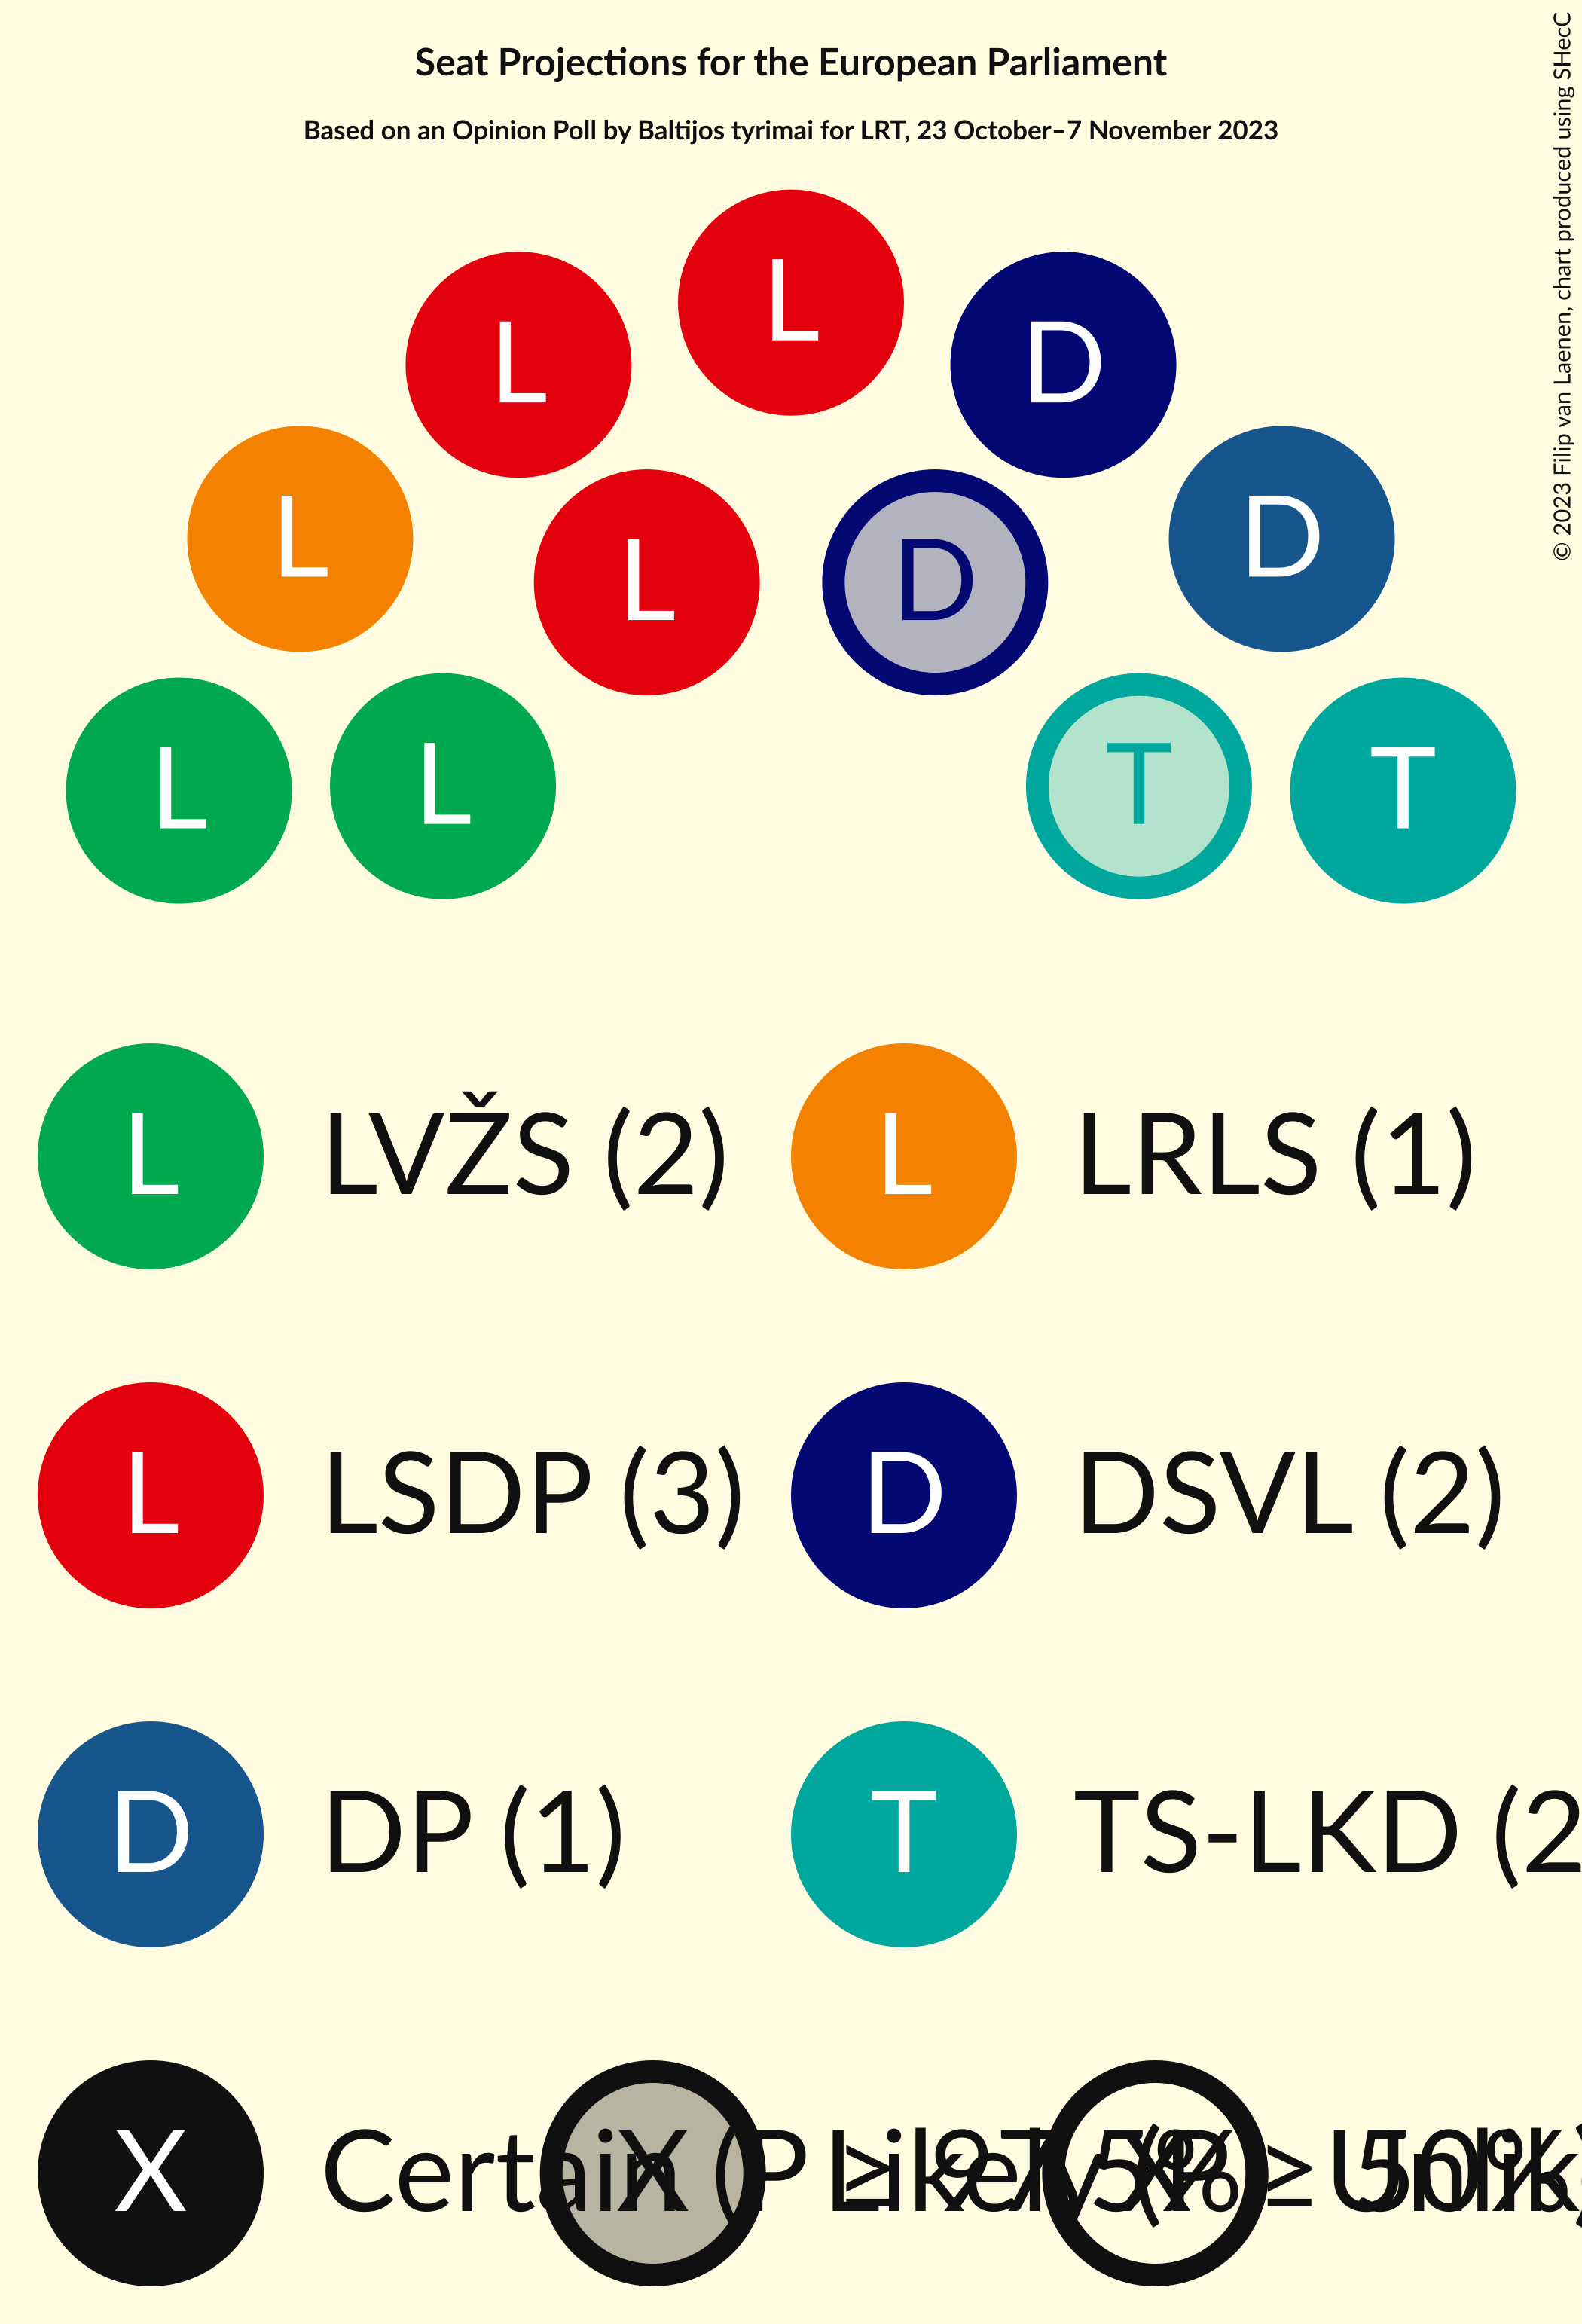 Seat Projections for the European Parliament
Based on an Opinion Poll by Baltijos tyrimai for LRT, 23 October–7 November 2023
© 2023 Filip van Laenen, chart produced using SHecC
L
L D
L D
L D
L L T T
L LVŽS (2) L LRLS (1)
L LSDP (3) D DSVL (2)
D DP (1) T TS-LKD (2
X Certain (P ≥ 97.5% X Likely (P ≥ 50% X